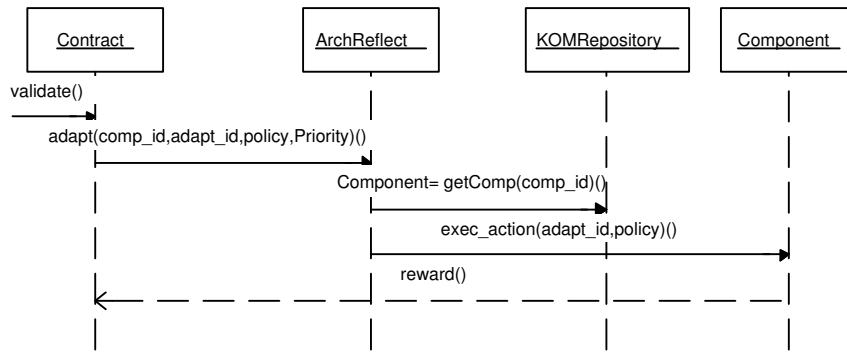 Contract
ArchReflect
KOMRepository
Component
validate()
adapt(comp_id,adapt_id,policy,Priority)()
Component= getComp(comp_id)()
exec_action(adapt_id,policy)()
reward()